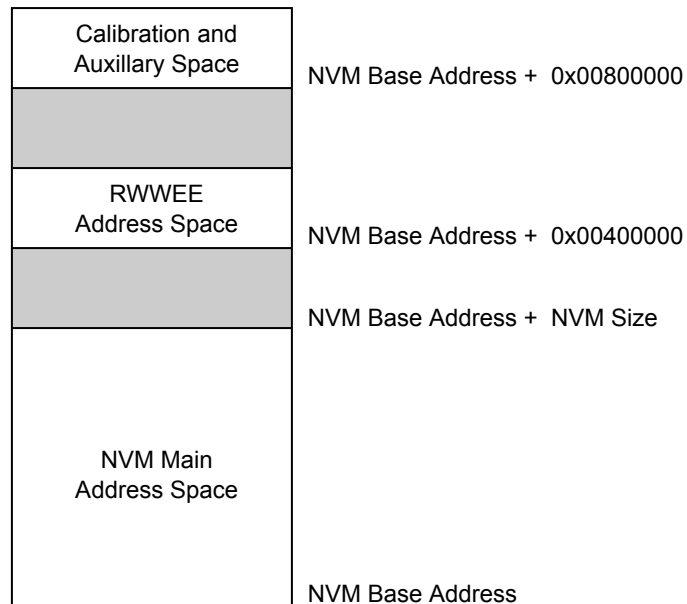 Calibration and
Auxillary Space
NVM Base Address + 0x00800000
RWWEE
Address Space
NVM Base Address + 0x00400000
NVM Base Address + NVM Size
NVM Main
Address Space
NVM Base Address